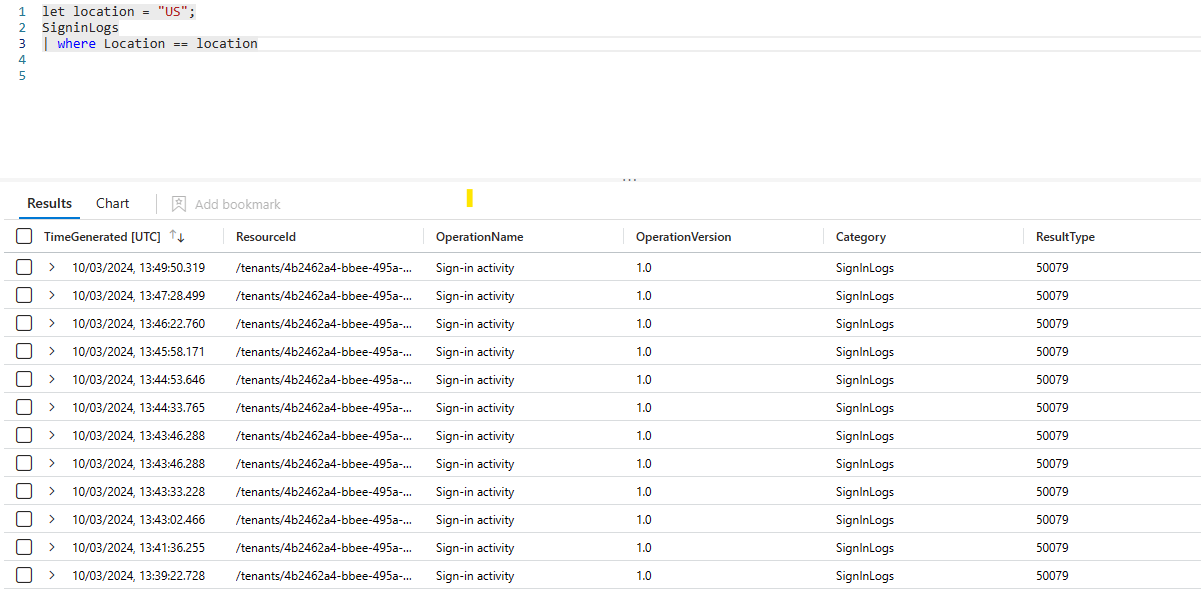 1 let location = "US";
2 SigninLogs
3 | where Location == location
4
5
...
Results Chart Add bookmark
TimeGenerated [UTC] ↑↓ ResourceId OperationName OperationVersion Category ResultType
> 10/03/2024, 13:49:50.319 /tenants/4b2462a4-bbee-495a-... Sign-in activity 1.0 SignInLogs 50079
> 10/03/2024, 13:47:28.499 /tenants/4b2462a4-bbee-495a-... Sign-in activity 1.0 SignInLogs 50079
> 10/03/2024, 13:46:22.760 /tenants/4b2462a4-bbee-495a-... Sign-in activity 1.0 SignInLogs 50079
> 10/03/2024, 13:45:58.171 /tenants/4b2462a4-bbee-495a-... Sign-in activity 1.0 SignInLogs 50079
> 10/03/2024, 13:44:53.646 /tenants/4b2462a4-bbee-495a-... Sign-in activity 1.0 SignInLogs 50079
> 10/03/2024, 13:44:33.765 /tenants/4b2462a4-bbee-495a-... Sign-in activity 1.0 SignInLogs 50079
> 10/03/2024, 13:43:46.288 /tenants/4b2462a4-bbee-495a-... Sign-in activity 1.0 SignInLogs 50079
> 10/03/2024, 13:43:46.288 /tenants/4b2462a4-bbee-495a-... Sign-in activity 1.0 SignInLogs 50079
> 10/03/2024, 13:43:33.228 /tenants/4b2462a4-bbee-495a-... Sign-in activity 1.0 SignInLogs 50079
> 10/03/2024, 13:43:02.466 /tenants/4b2462a4-bbee-495a-... Sign-in activity 1.0 SignInLogs 50079
> 10/03/2024, 13:41:36.255 /tenants/4b2462a4-bbee-495a-... Sign-in activity 1.0 SignInLogs 50079
> 10/03/2024, 13:39:22.728 /tenants/4b2462a4-bbee-495a-... Sign-in activity 1.0 SignInLogs 50079